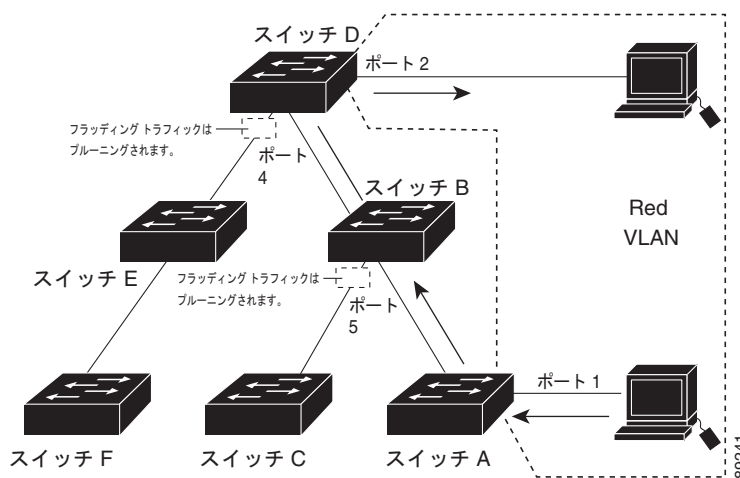 スイッチ D
ポート 2
フラッディング トラフィックは
プルーニングされます。
ポート
4
スイッチ B
Red
VLAN
スイッチ E
フラッディング トラフィックは
プルーニングされます。
ポート
5
ポート 1
スイッチ F
スイッチ C
スイッチ A
89241